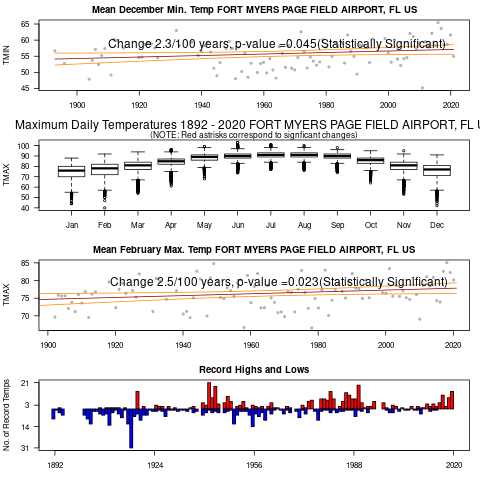 Mean December Min. Temp FORT MYERS PAGE FIELD AIRPORT, FL US
Change 2.3/100 years, p-value =0.045(Statistically Significant)
TMIN
65
60
55
50
45
1900
1920
1940
1960
1980
2000
2020
Maximum Daily Temperatures 1892 - 2020 FORT MYERS PAGE FIELD AIRPORT, FL U
(NOTE: Red astrisks correspond to signficant changes)
TMAX
100
90
80
70
60
50
40
Jan
Feb
Mar
Apr
May
Jun
Jul
Aug
Sep
Oct
Nov
Dec
Mean February Max. Temp FORT MYERS PAGE FIELD AIRPORT, FL US
Change 2.5/100 years, p-value =0.023(Statistically Significant)
TMAX
85
80
75
70
1900
1920
1940
1960
1980
2000
2020
Record Highs and Lows
No. of Record Temps
21
3
14
31
1892
1924
1956
1988
2020